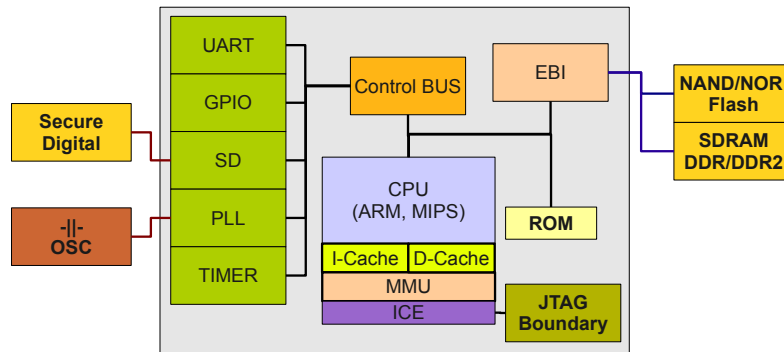 UART
GPIO
SD
PLL
TIMER
Secure
Digital
-||-
OSC
Control BUS
EBI
NAND/NOR
Flash
SDRAM
DDR/DDR2
CPU
(ARM, MIPS)
I-Cache
D-Cache
MMU
ICE
ROM
JTAG
Boundary